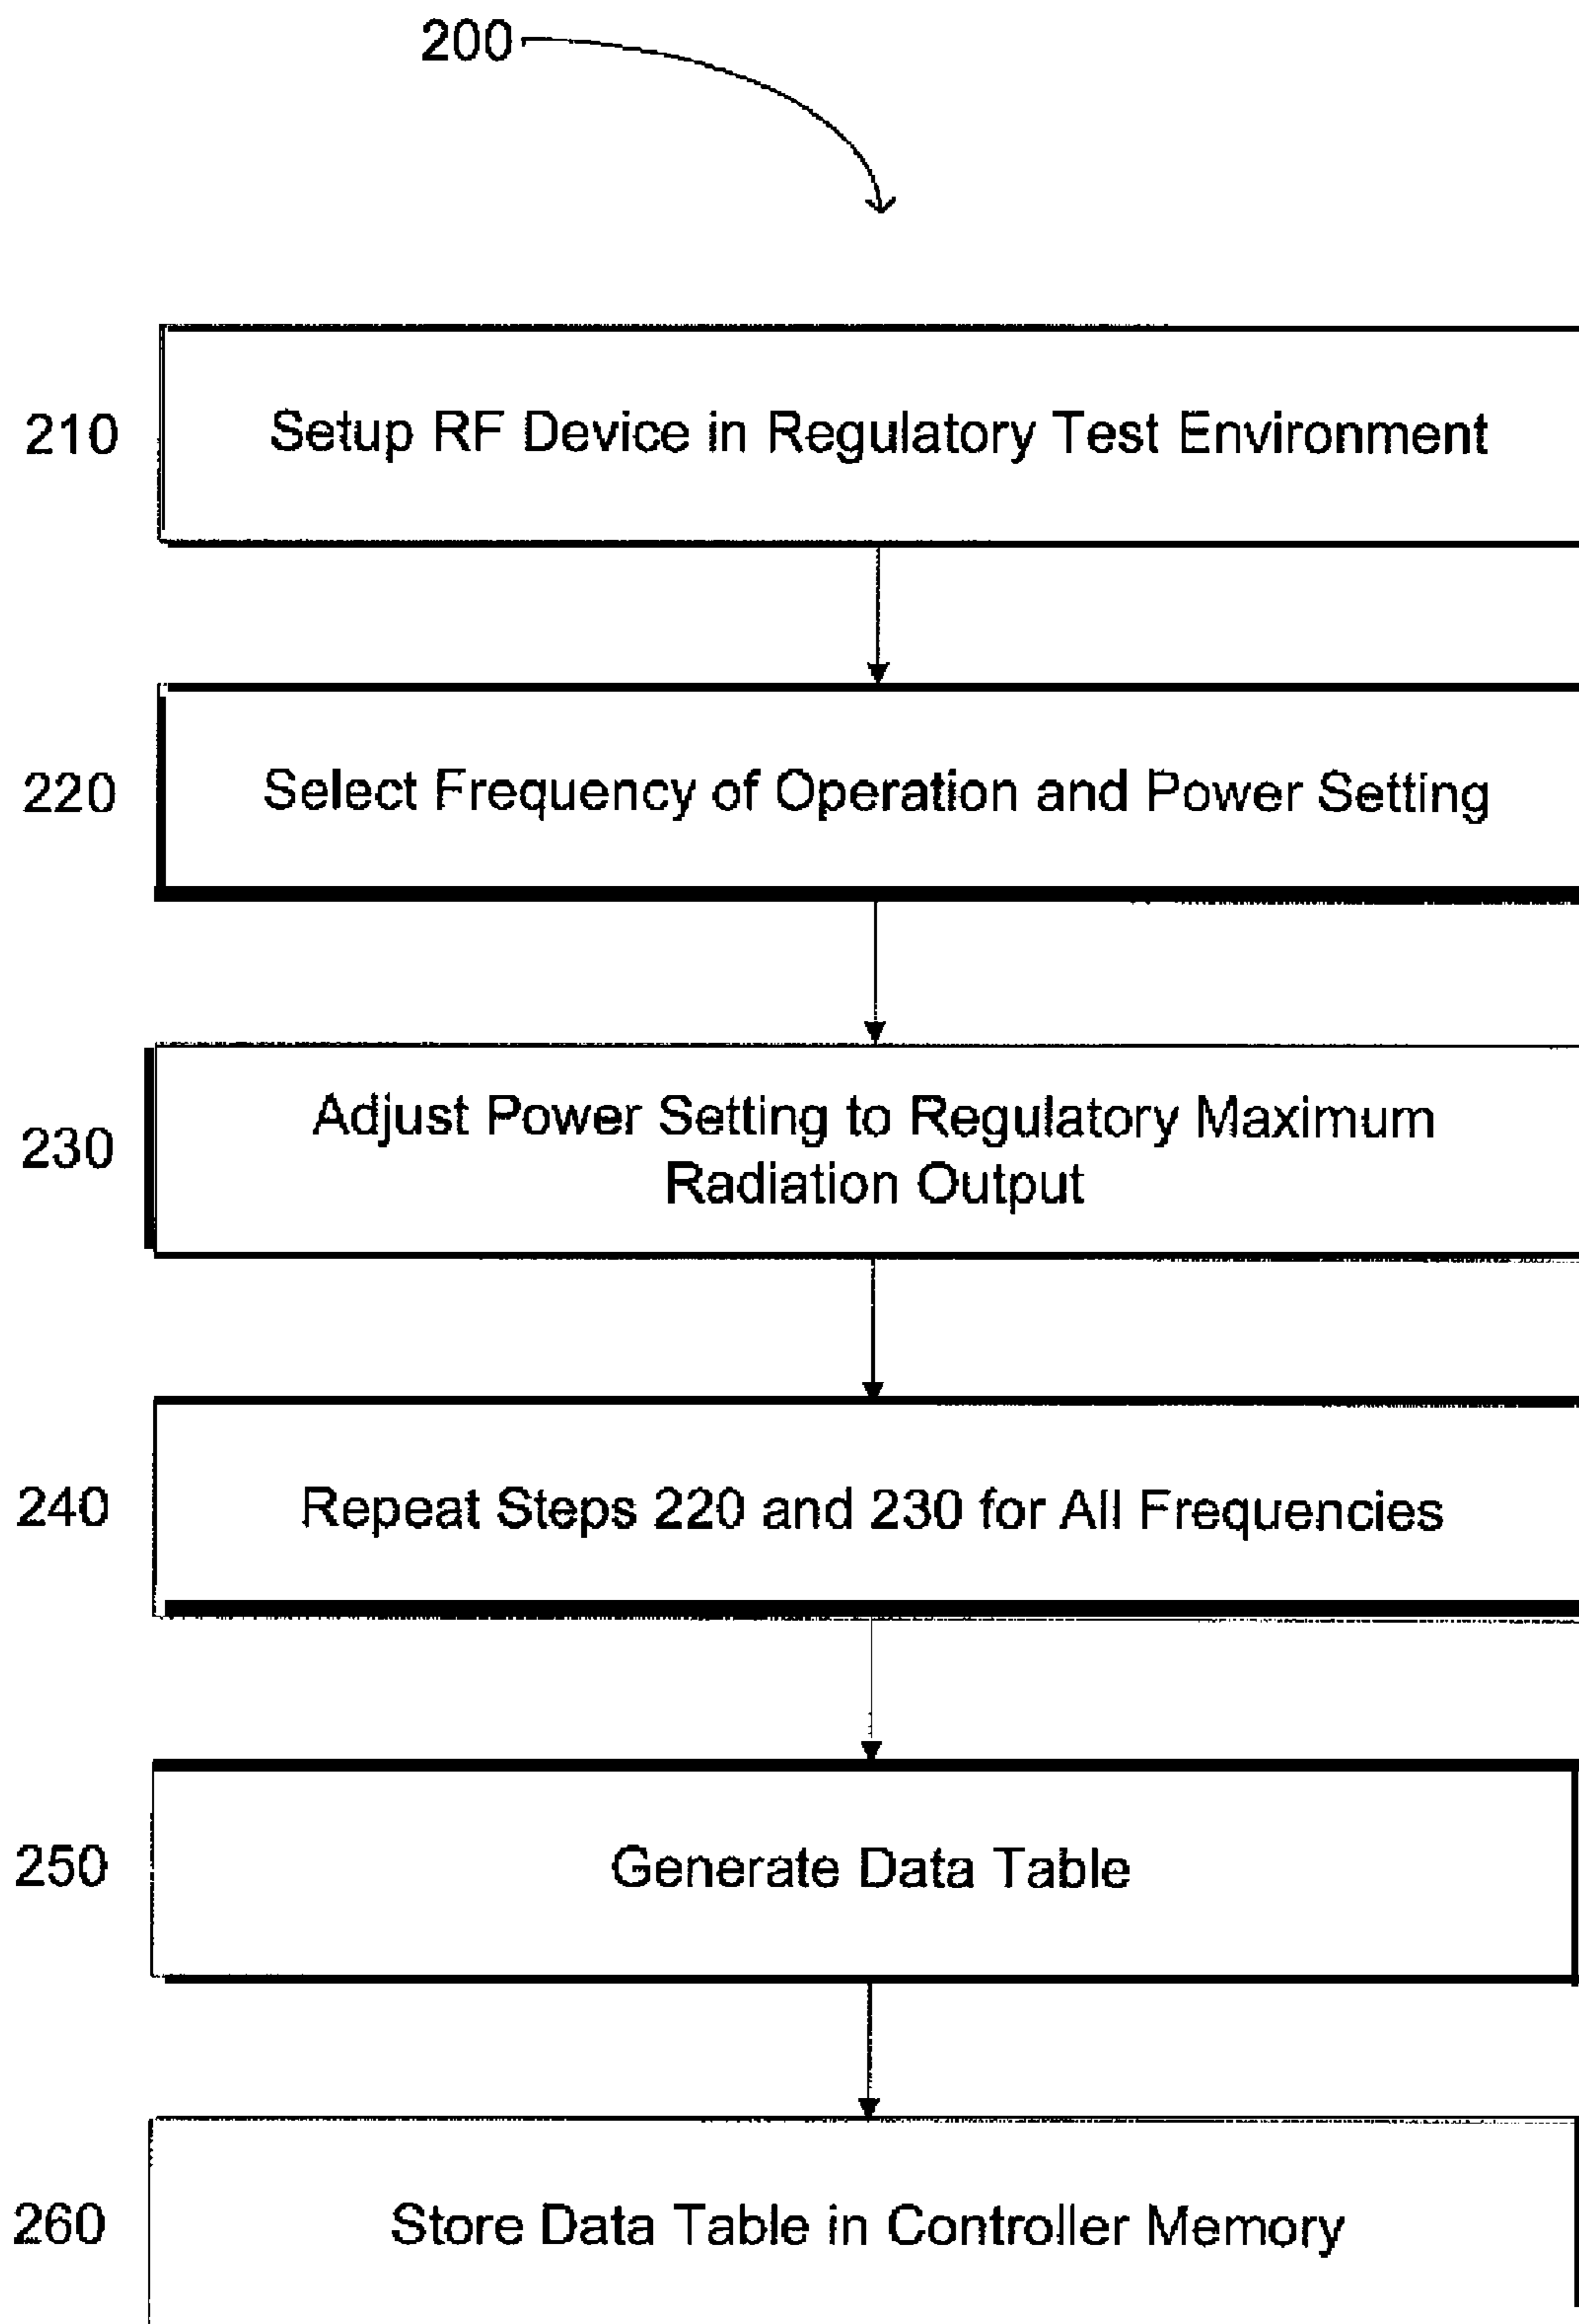 200
210
Setup RF Device in Regulatory Test Environment
220
Select Frequency of Operation and Power Setting
230
Adjust Power Setting to Regulatory Maximum
Radiation Output
240
Repeat Steps 220 and 230 for All Frequencies
250
Generate Data Table
260
Store Data Table in Controller Memory